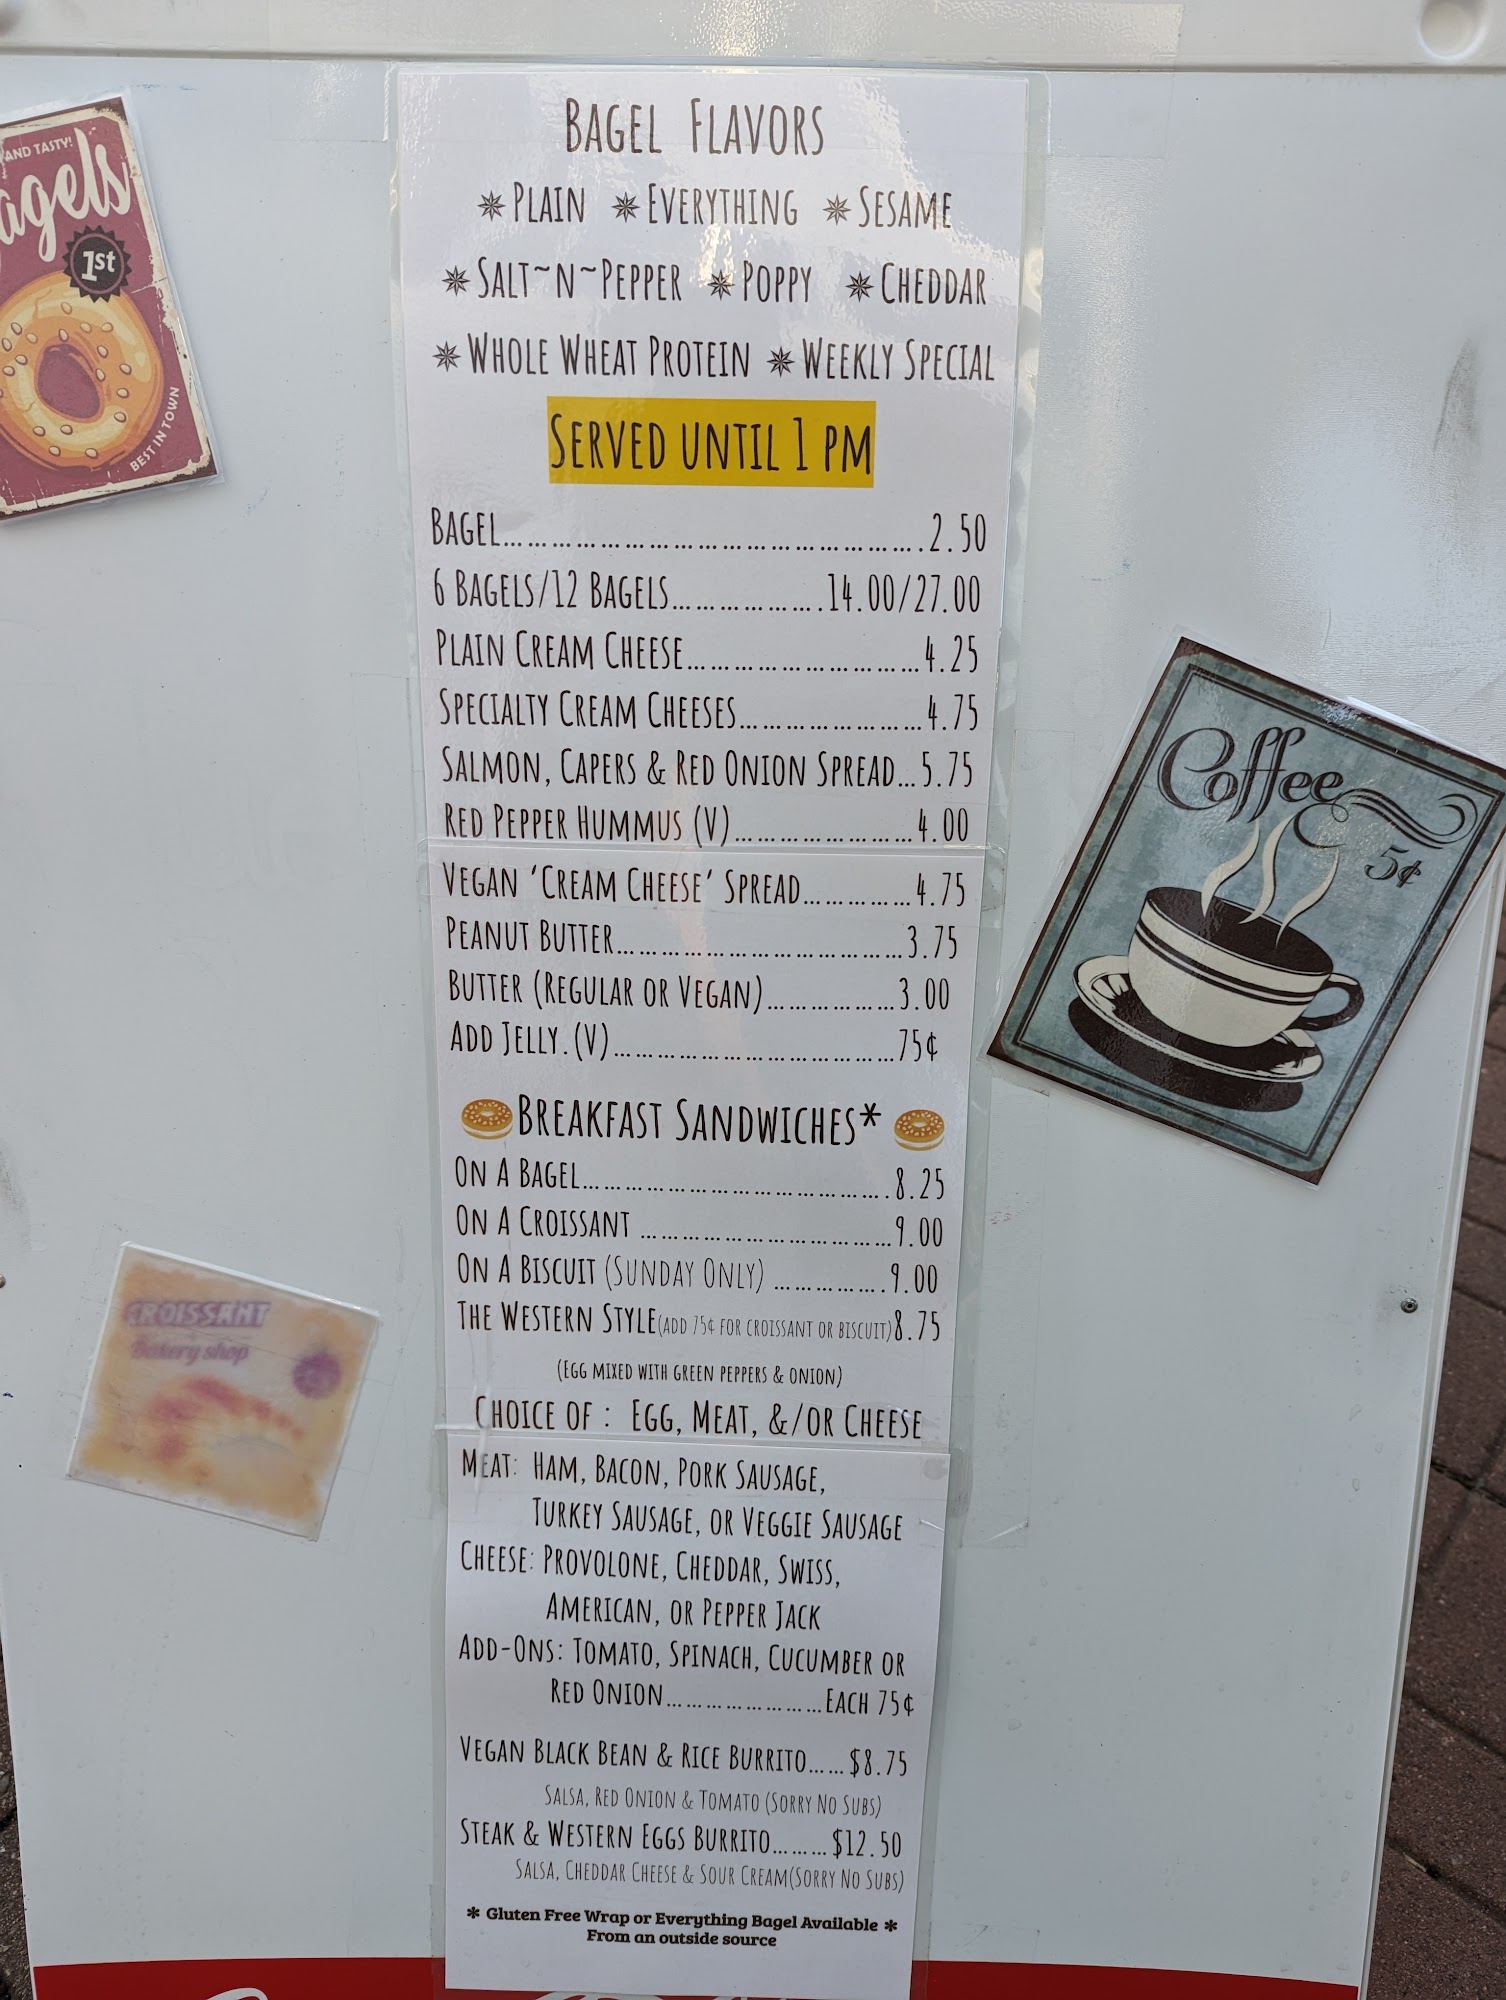 AND TASTY!
agels
1st
BEST IN TOWN
BAGEL FLAVORS
✷ PLAIN ✷ EVERYTHING ✷ SESAME
✷ SALT~N~PEPPER ✷ POPPY ✷ CHEDDAR
✷ WHOLE WHEAT PROTEIN ✷ WEEKLY SPECIAL
SERVED UNTIL 1 PM
BAGEL..........2.50
6 BAGELS/12 BAGELS..........14.00/27.00
PLAIN CREAM CHEESE..........4.25
SPECIALTY CREAM CHEESES..........4.75
SALMON, CAPERS & RED ONION SPREAD...5.75
RED PEPPER HUMMUS (V)..........4.00
VEGAN 'CREAM CHEESE' SPREAD..........4.75
PEANUT BUTTER..........3.75
BUTTER (REGULAR OR VEGAN)..........3.00
ADD JELLY.(V)..........75¢
BREAKFAST SANDWICHES*
ON A BAGEL..........8.25
ON A CROISSANT ..........9.00
ON A BISCUIT (SUNDAY ONLY) ..........9.00
THE WESTERN STYLE(ADD 75¢ FOR CROISSANT OR BISCUIT)8.75
(EGG MIXED WITH GREEN PEPPERS & ONION)
CHOICE OF : EGG, MEAT, &/OR CHEESE
MEAT: HAM, BACON, PORK SAUSAGE,
TURKEY SAUSAGE, OR VEGGIE SAUSAGE
CHEESE: PROVOLONE, CHEDDAR, SWISS,
AMERICAN, OR PEPPER JACK
ADD-ONS: TOMATO, SPINACH, CUCUMBER OR
RED ONION..........EACH 75¢
VEGAN BLACK BEAN & RICE BURRITO......$8.75
SALSA, RED ONION & TOMATO (SORRY NO SUBS)
STEAK & WESTERN EGGS BURRITO.........$12.50
SALSA, CHEDDAR CHEESE & SOUR CREAM(SORRY NO SUBS)
* Gluten Free Wrap or Everything Bagel Available *
From an outside source
Coffee
5¢
CROISSANT
Bakery shop